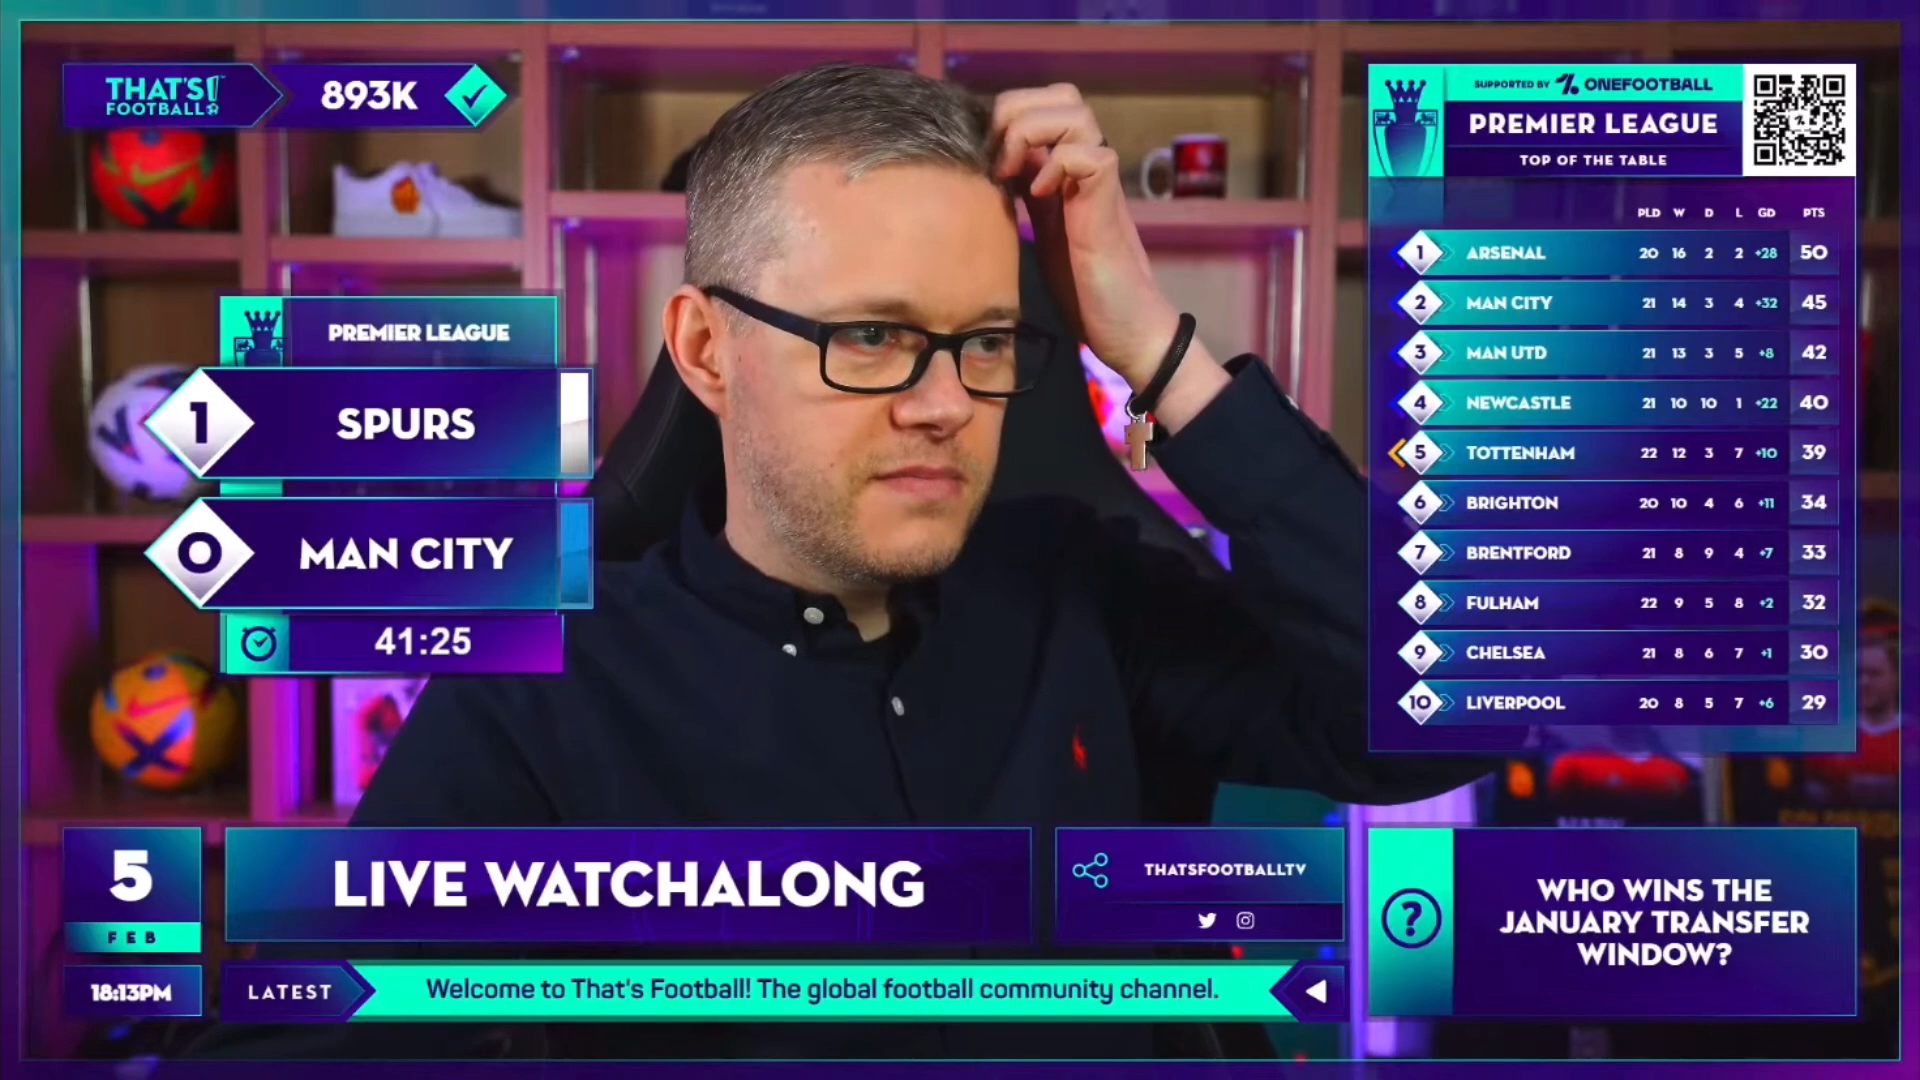 THAT'S!
FOOTBALL
893K
PREMIER LEAGUE
1 SPURS
0 MAN CITY
41:25
SUPPORTED BY ONEFOOTBALL
PREMIER LEAGUE
TOP OF THE TABLE
PLD W D L GD PTS
1 ARSENAL 20 16 2 2 +28 50
2 MAN CITY 21 14 3 4 +32 45
3 MAN UTD 21 13 3 5 +8 42
4 NEWCASTLE 21 10 10 1 +22 40
5 TOTTENHAM 22 12 3 7 +10 39
6 BRIGHTON 20 10 4 6 +11 34
7 BRENTFORD 21 8 9 4 +7 33
8 FULHAM 22 9 5 8 +2 32
9 CHELSEA 21 8 6 7 +1 30
10 LIVERPOOL 20 8 5 7 +6 29
5
FEB
18:13PM
LIVE WATCHALONG
THATSFOOTBALLTV
LATEST
Welcome to That's Football! The global football community channel.
?
WHO WINS THE
JANUARY TRANSFER
WINDOW?